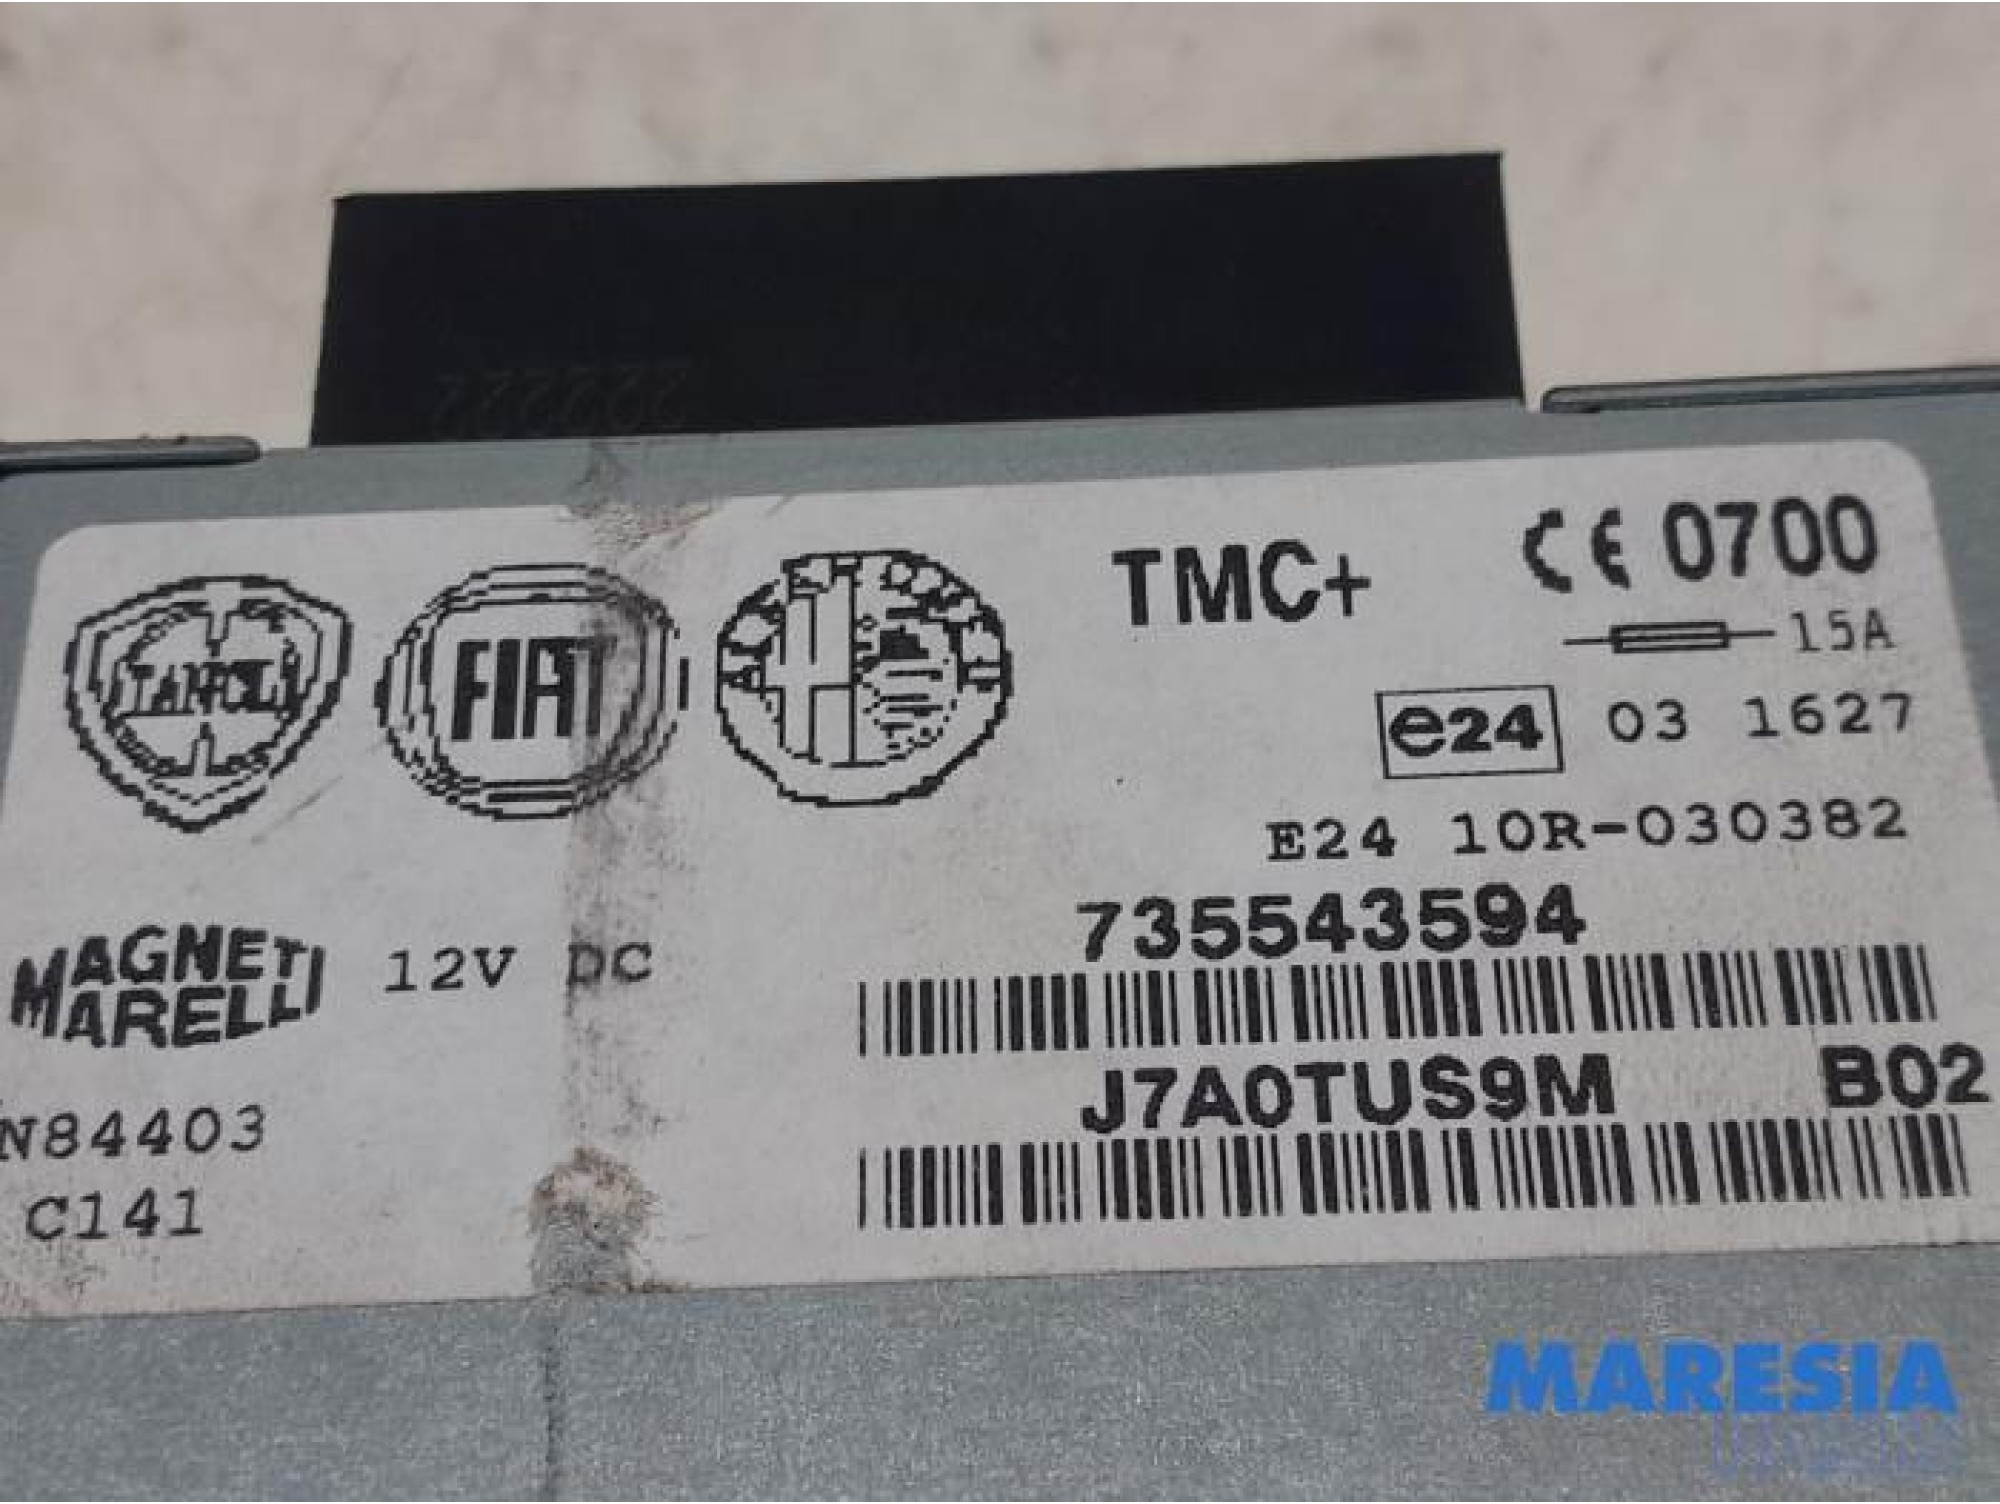 TMC+
CE 0700
15A
FIAT
e24 03 1627
E24 10R-030382
735543594
MAGNETI
MARELLI
12V DC
J7A0TUS9M B02
N84403
C141
MARESIA